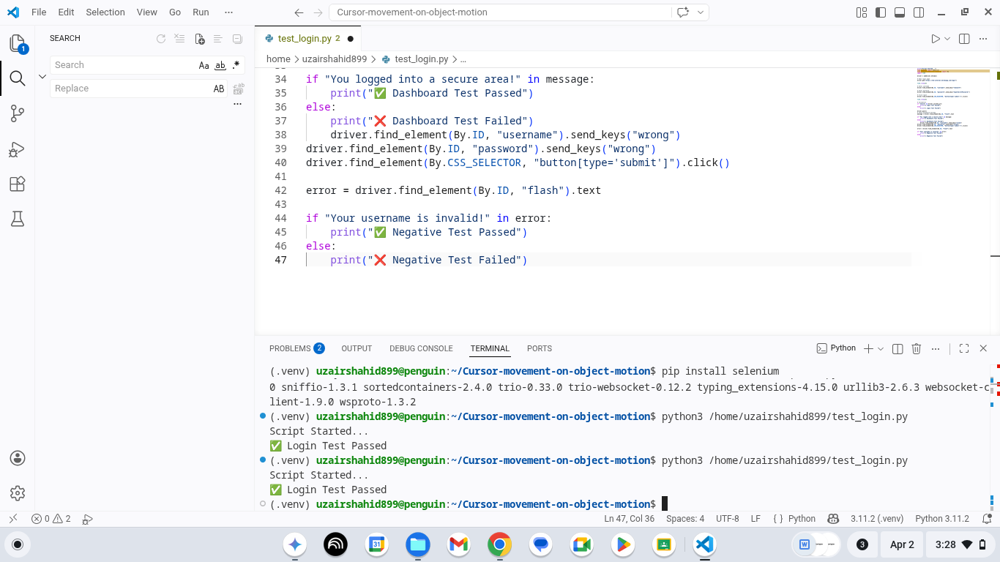 File Edit Selection View Go Run ··· Cursor-movement-on-object-motion
SEARCH
Search Aa ab .*
Replace AB
···
1
test_login.py 2
home > uzairshahid899 > test_login.py > ...
34 if "You logged into a secure area!" in message:
35 print("✅ Dashboard Test Passed")
36 else:
37 print("❌ Dashboard Test Failed")
38 driver.find_element(By.ID, "username").send_keys("wrong")
39 driver.find_element(By.ID, "password").send_keys("wrong")
40 driver.find_element(By.CSS_SELECTOR, "button[type='submit']").click()
41
42 error = driver.find_element(By.ID, "flash").text
43
44 if "Your username is invalid!" in error:
45 print("✅ Negative Test Passed")
46 else:
47 print("❌ Negative Test Failed")
PROBLEMS 2 OUTPUT DEBUG CONSOLE TERMINAL PORTS Python
(.venv) uzairshahid899@penguin:~/Cursor-movement-on-object-motion$ pip install selenium
0 sniffio-1.3.1 sortedcontainers-2.4.0 trio-0.33.0 trio-websocket-0.12.2 typing_extensions-4.15.0 urllib3-2.6.3 websocket-c
lient-1.9.0 wsproto-1.3.2
(.venv) uzairshahid899@penguin:~/Cursor-movement-on-object-motion$ python3 /home/uzairshahid899/test_login.py
Script Started...
✅ Login Test Passed
(.venv) uzairshahid899@penguin:~/Cursor-movement-on-object-motion$ python3 /home/uzairshahid899/test_login.py
Script Started...
✅ Login Test Passed
(.venv) uzairshahid899@penguin:~/Cursor-movement-on-object-motion$
0 2 Ln 47, Col 36 Spaces: 4 UTF-8 LF { } Python 3.11.2 (.venv) Python 3.11.2
31 W 3 Apr 2 3:28